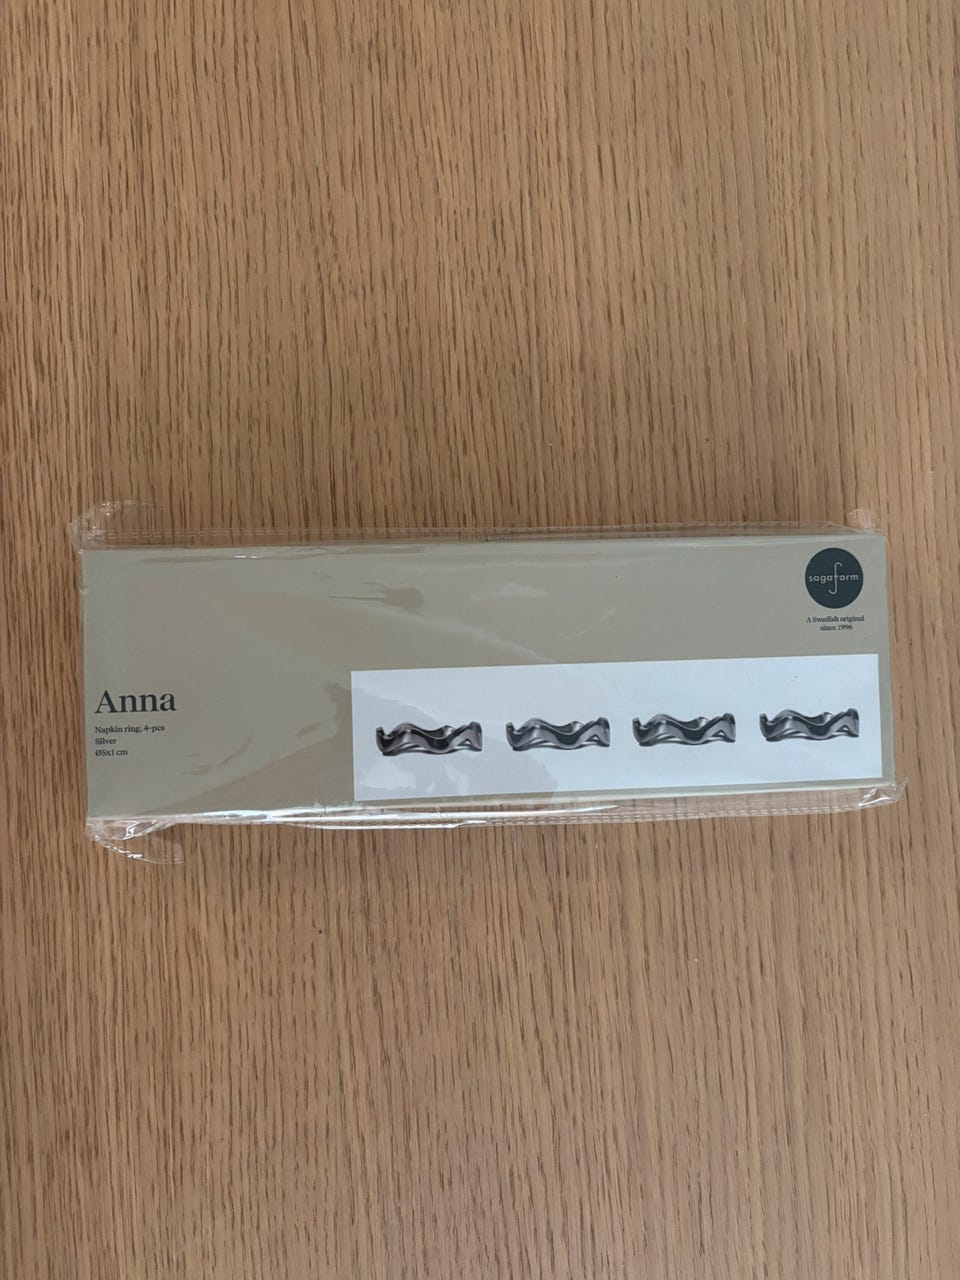 sagaform
A Swedish original
since 1996
Anna
Napkin ring, 4-pcs
Silver
Ø5x1 cm